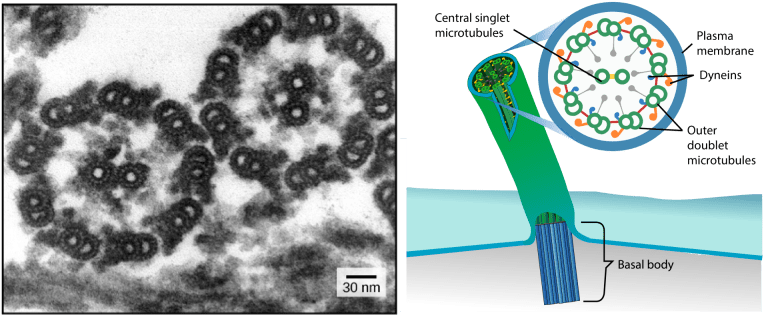 30 nm
Central singlet
microtubules
Plasma
membrane
Dyneins
Outer
doublet
microtubules
Basal body